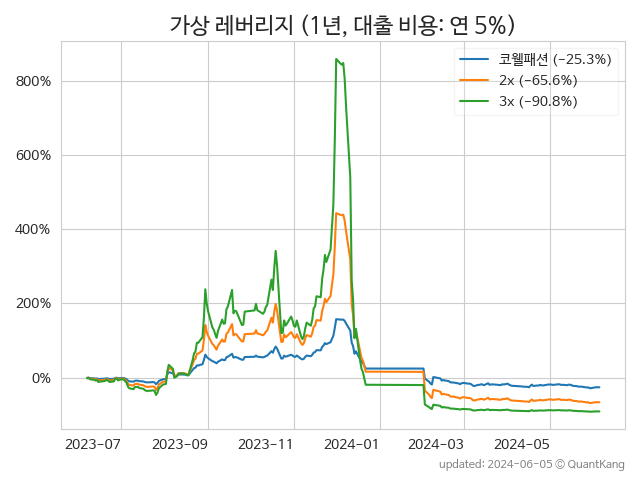 가상 레버리지 (1년, 대출 비용: 연 5%)
코웰패션 (-25.3%)
2x (-65.6%)
3x (-90.8%)
800%
600%
400%
200%
0%
2023-07
2023-09
2023-11
2024-01
2024-03
2024-05
updated: 2024-06-05 © QuantKang